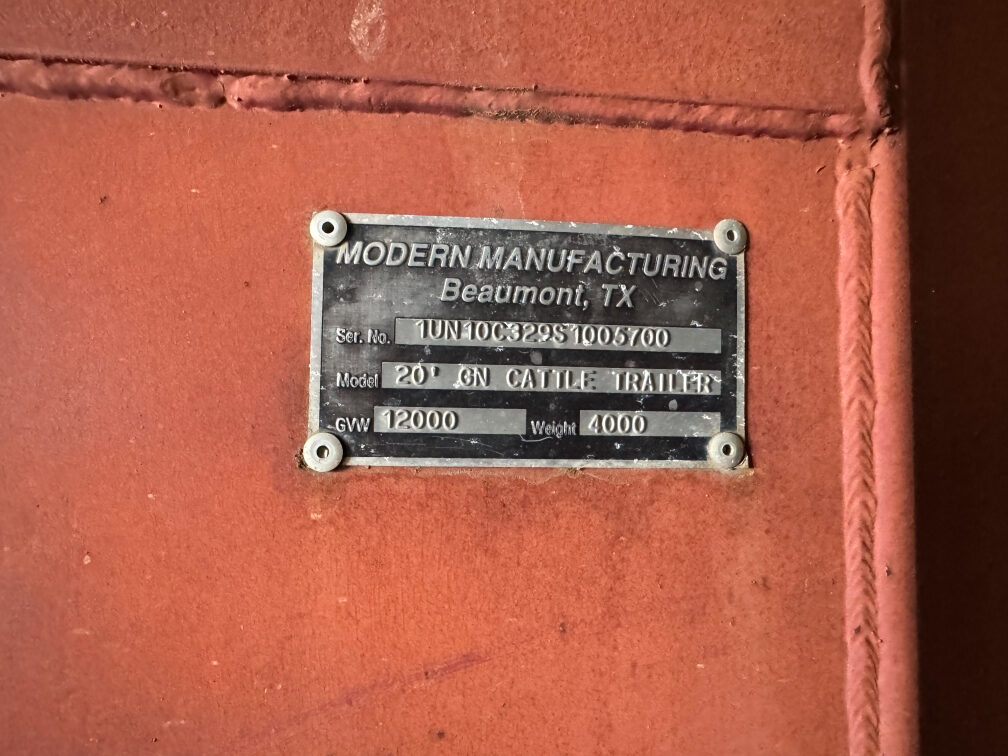 MODERN MANUFACTURING
Beaumont, TX
Ser. No. 1UN10C329S1005700
Model 20' GN CATTLE TRAILER
GVW 12000 Weight 4000